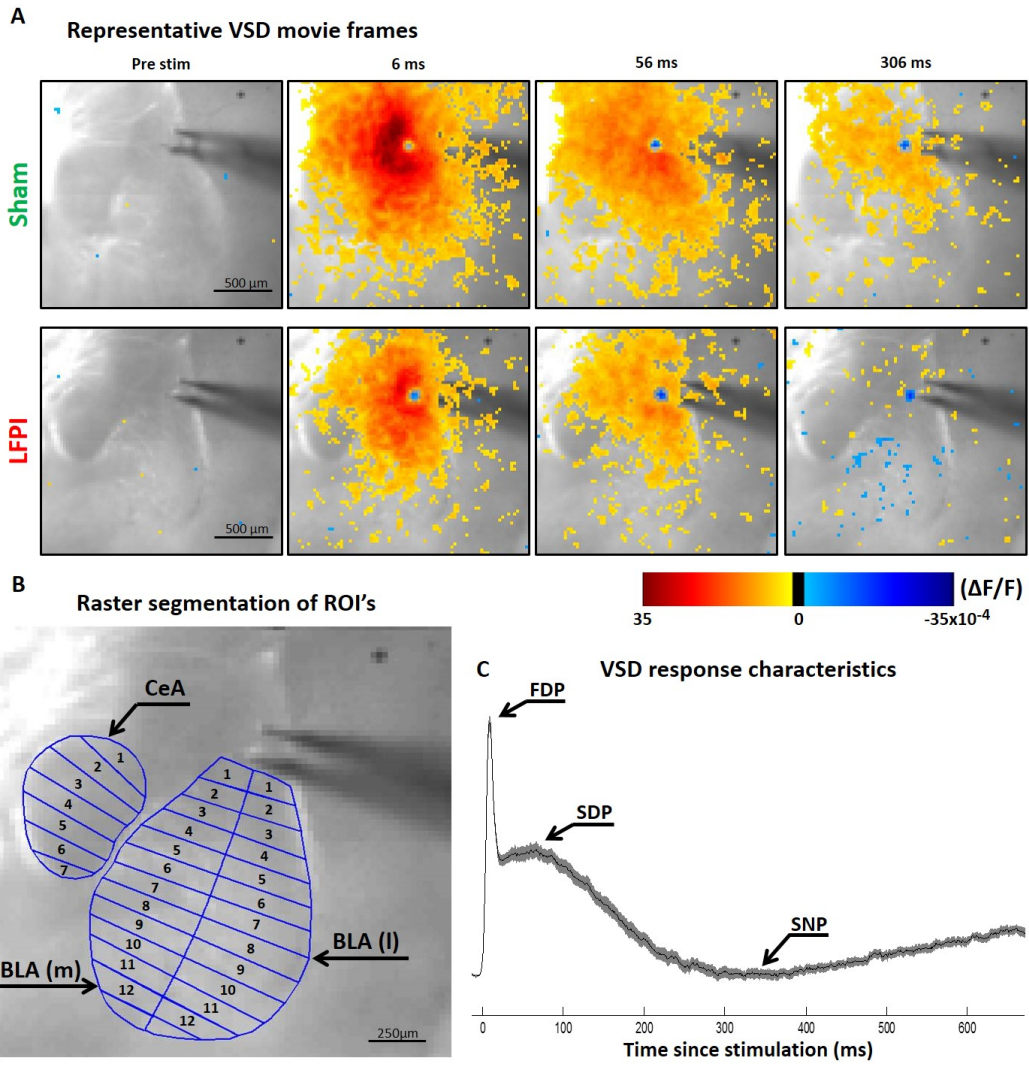 A
Representative VSD movie frames
Pre stim
6 ms
56 ms
306 ms
Sham
500 µm
LFPI
500 µm
35
0
-35x10-4
(ΔF/F)
B
Raster segmentation of ROI's
CeA
1
2
3
4
5
6
7
1
2
3
4
5
6
7
8
9
10
11
12
1
2
3
4
5
6
7
8
9
10
11
12
BLA (l)
BLA (m)
250µm
C
VSD response characteristics
FDP
SDP
SNP
0 100 200 300 400 500 600
Time since stimulation (ms)